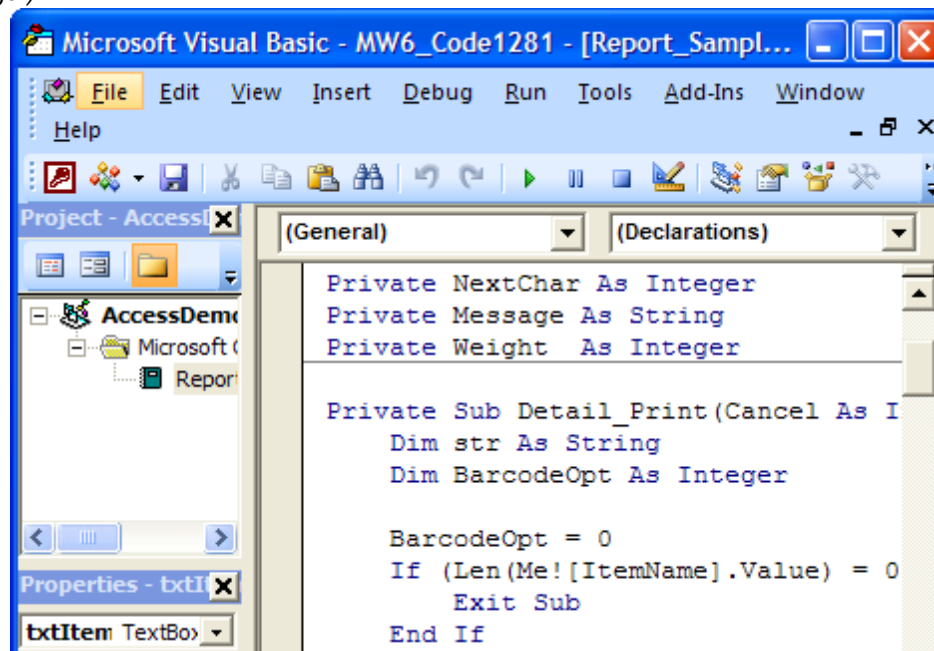 Microsoft Visual Basic - MW6_Code1281 - [Report_Sampl...
File Edit View Insert Debug Run Tools Add-Ins Window
Help
Project - AccessD
(General) (Declarations)
Private NextChar As Integer
Private Message As String
Private Weight As Integer
AccessDemo
Microsoft
Report
Private Sub Detail_Print(Cancel As I
Dim str As String
Dim BarcodeOpt As Integer
BarcodeOpt = 0
If (Len(Me![ItemName].Value) = 0
Exit Sub
End If
Properties - txtIt
txtItem TextBox